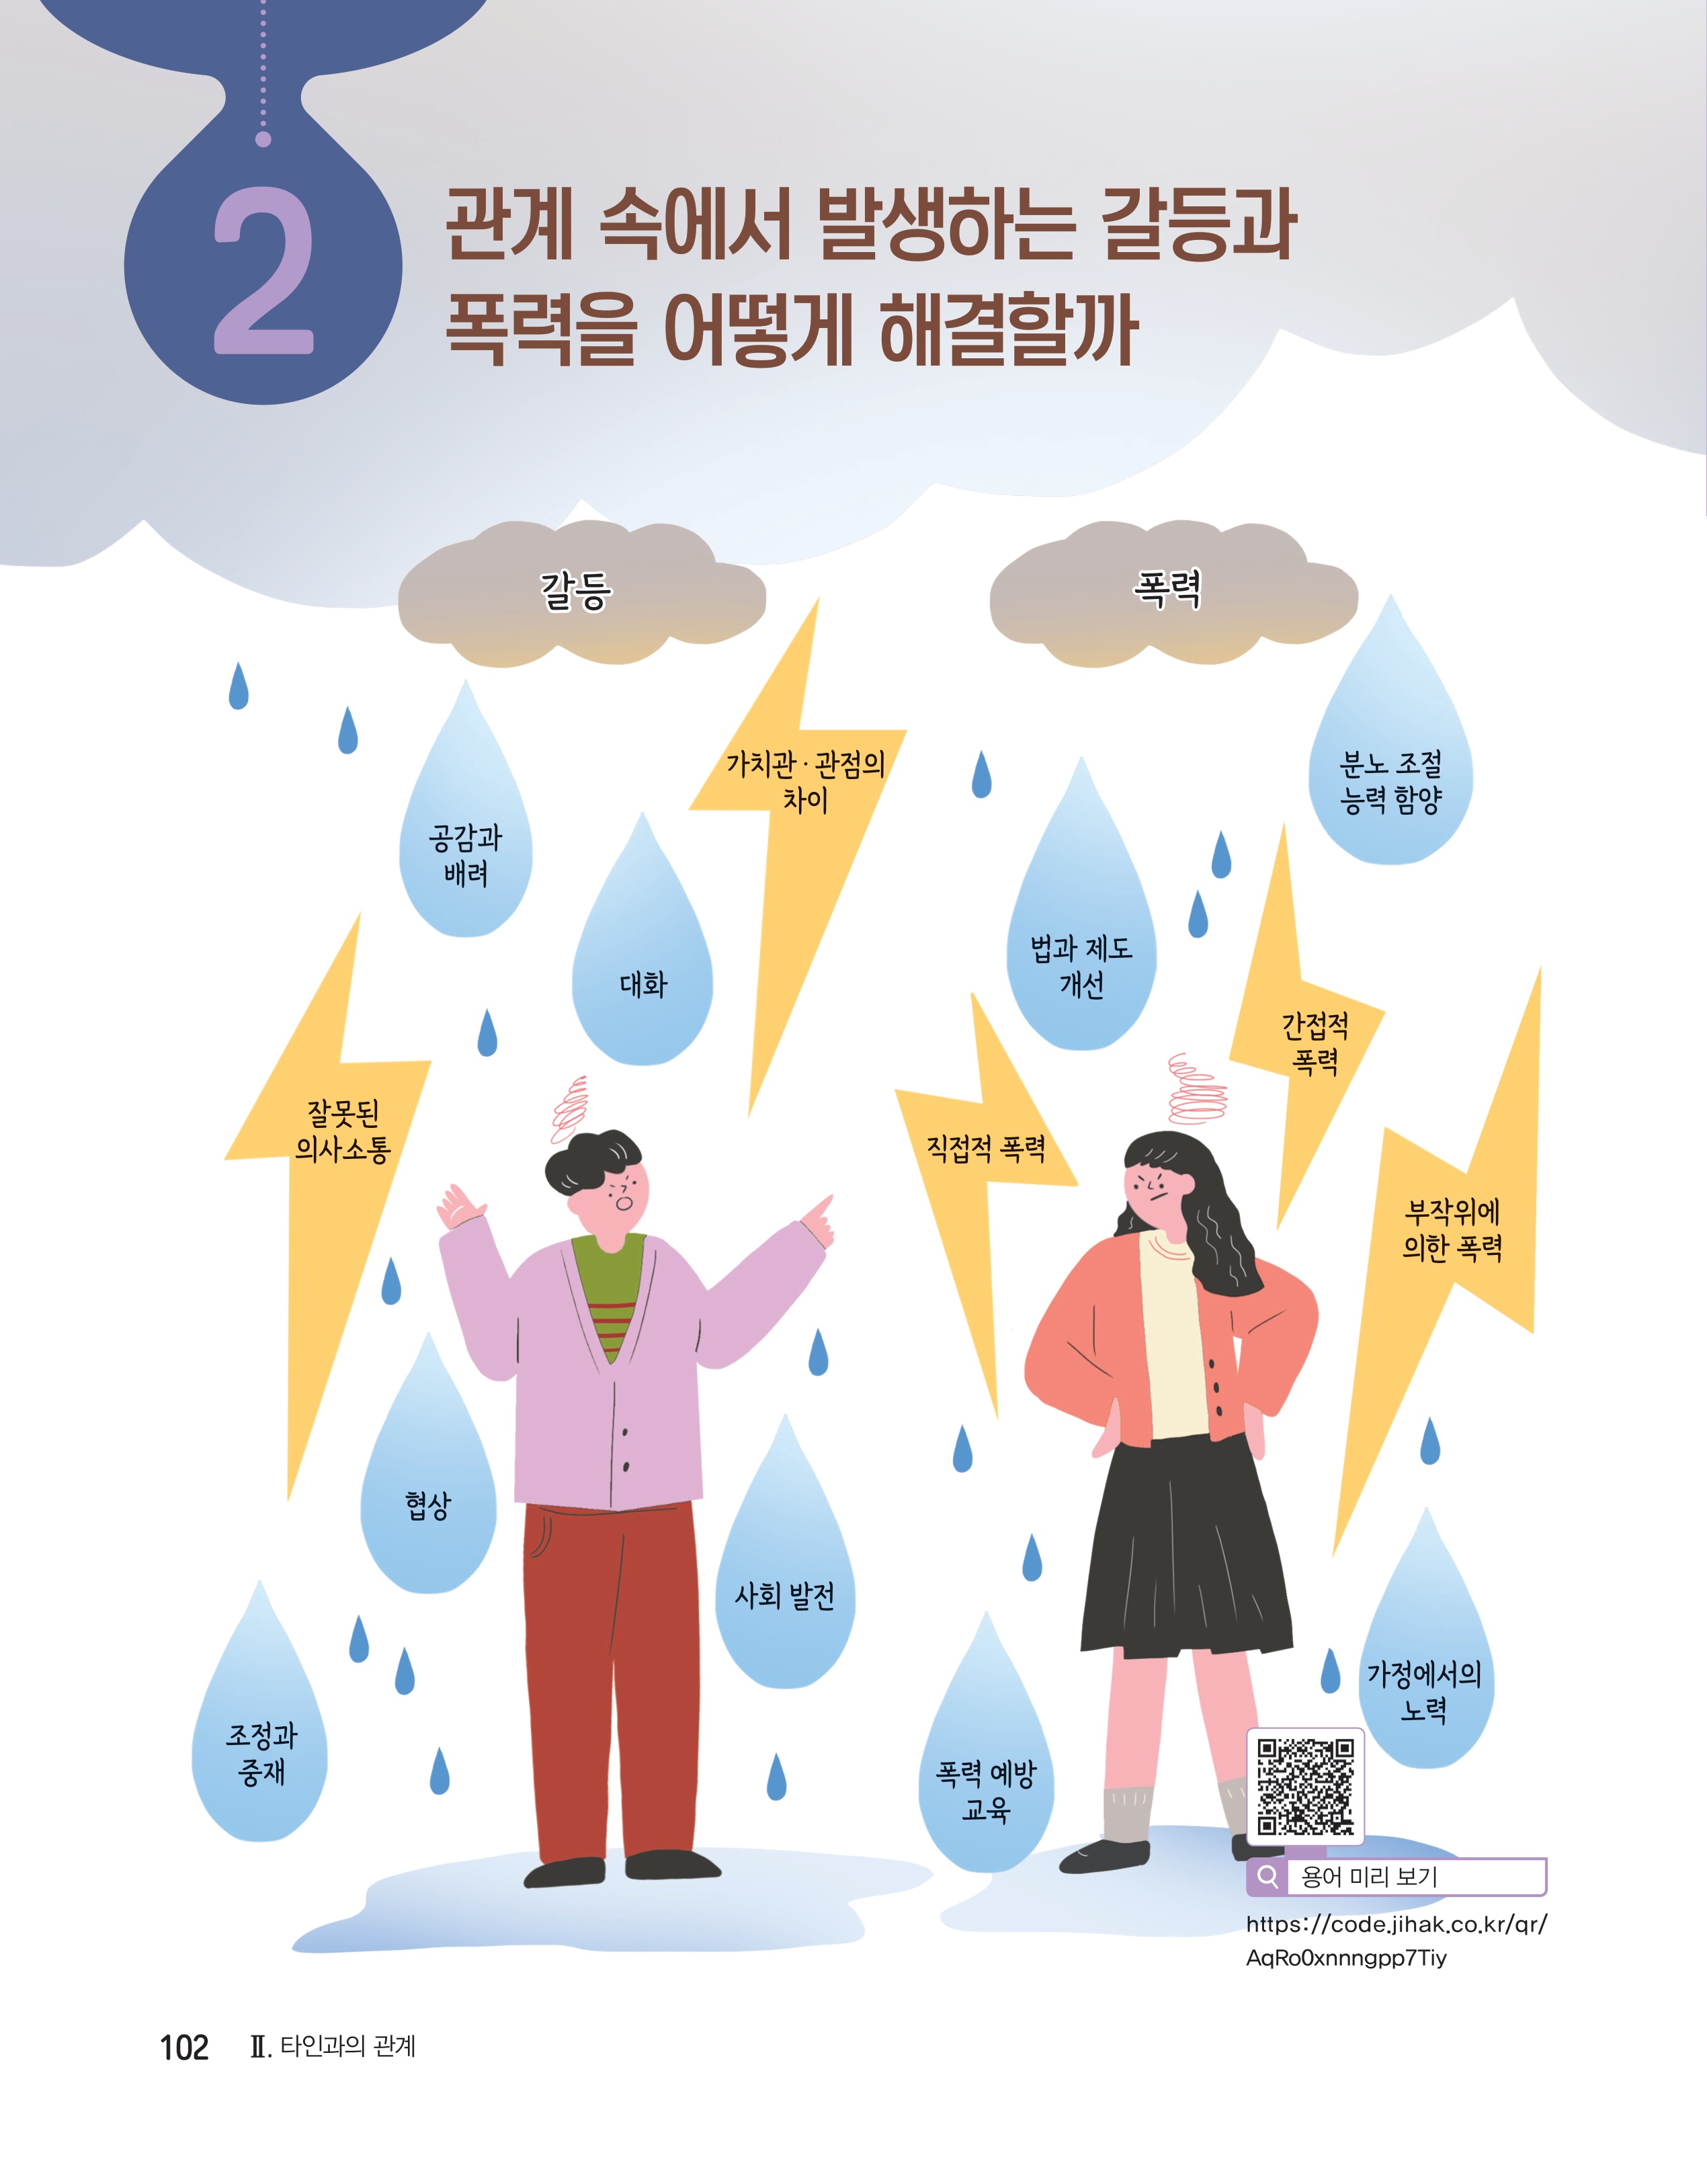 2
관계 속에서 발생하는 갈등과
폭력을 어떻게 해결할까
갈등
폭력
가치관·관점의
차이
분노 조절
능력 함양
공감과
배려
대화
법과 제도
개선
간접적
폭력
잘못된
의사소통
직접적 폭력
부작위에
의한 폭력
협상
사회 발전
조정과
중재
폭력 예방
교육
가정에서의
노력
용어 미리 보기
https://code.jihak.co.kr/qr/
AqRo0xnnngpp7Tiy
102 Ⅱ. 타인과의 관계